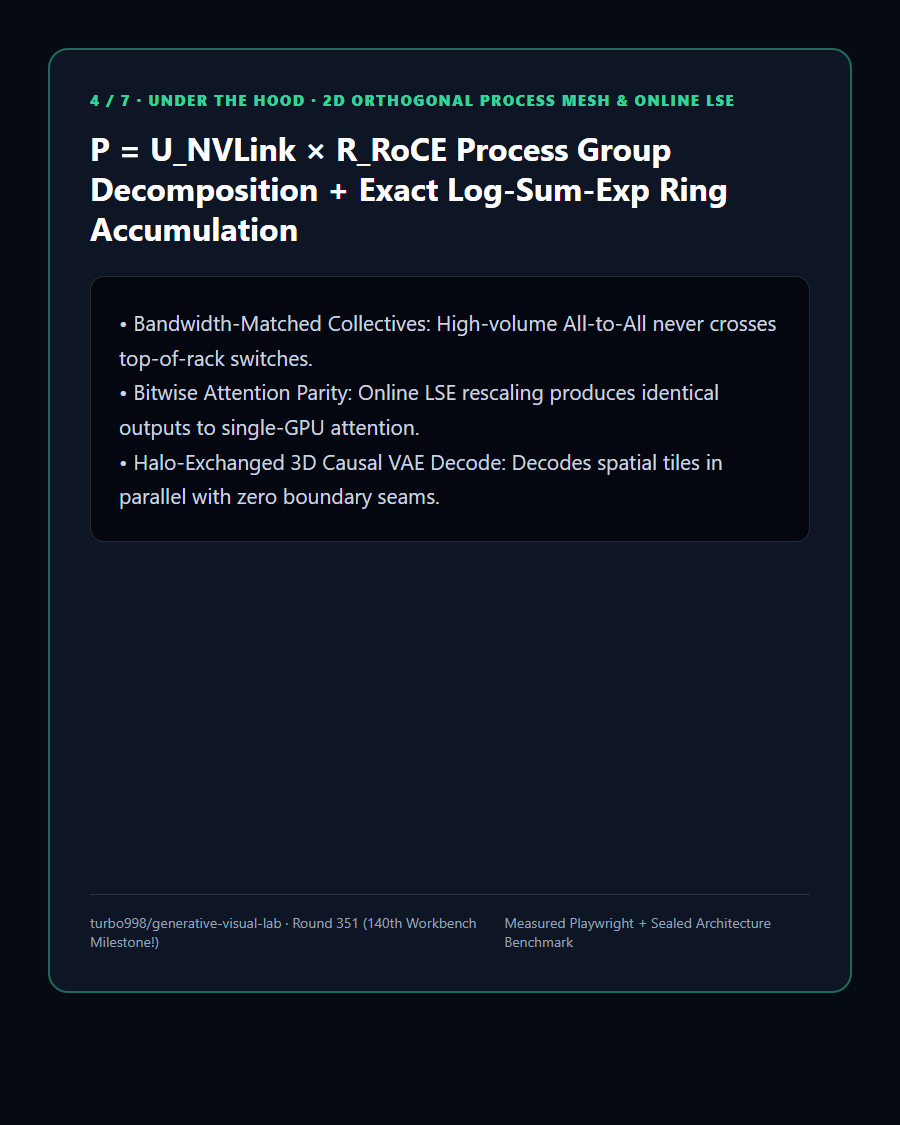 4 / 7 · UNDER THE HOOD · 2D ORTHOGONAL PROCESS MESH & ONLINE LSE
P = U_NVLink × R_RoCE Process Group
Decomposition + Exact Log-Sum-Exp Ring
Accumulation
• Bandwidth-Matched Collectives: High-volume All-to-All never crosses
top-of-rack switches.
• Bitwise Attention Parity: Online LSE rescaling produces identical
outputs to single-GPU attention.
• Halo-Exchanged 3D Causal VAE Decode: Decodes spatial tiles in
parallel with zero boundary seams.
turbo998/generative-visual-lab · Round 351 (140th Workbench
Milestone!)
Measured Playwright + Sealed Architecture
Benchmark